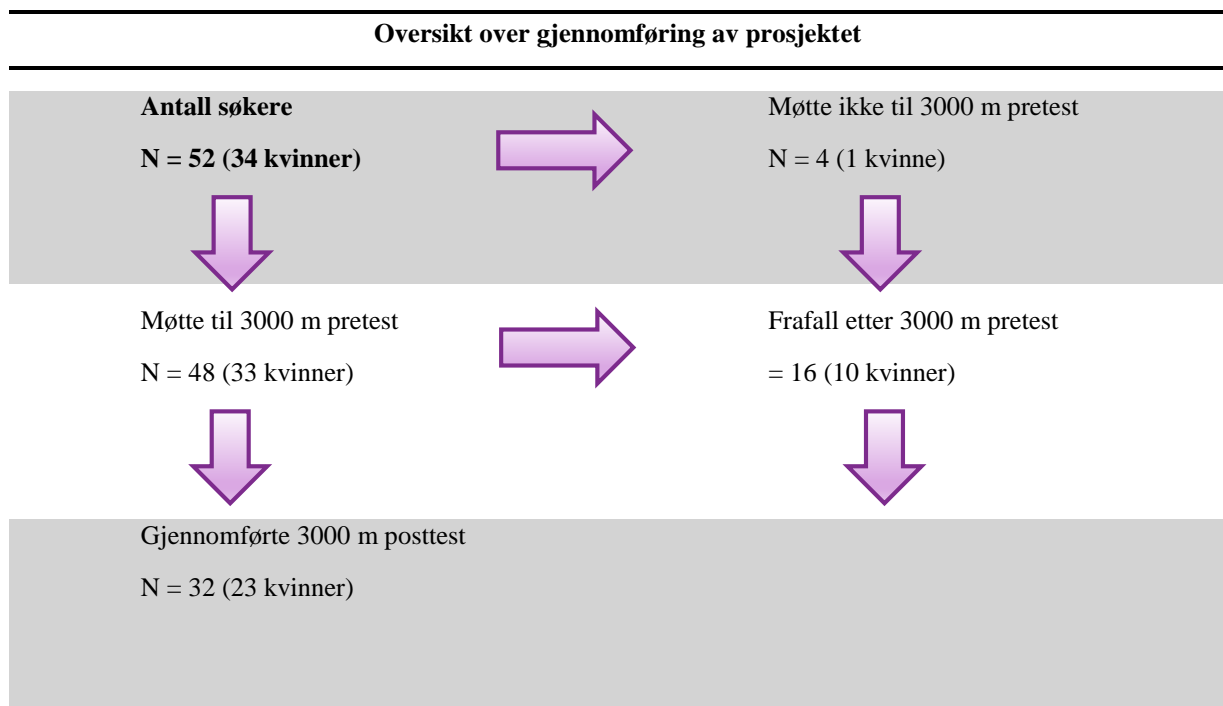 Oversikt over gjennomføring av prosjektet
Antall søkere
N = 52 (34 kvinner)
Møtte ikke til 3000 m pretest
N = 4 (1 kvinne)
Møtte til 3000 m pretest
N = 48 (33 kvinner)
Frafall etter 3000 m pretest
= 16 (10 kvinner)
Gjennomførte 3000 m posttest
N = 32 (23 kvinner)